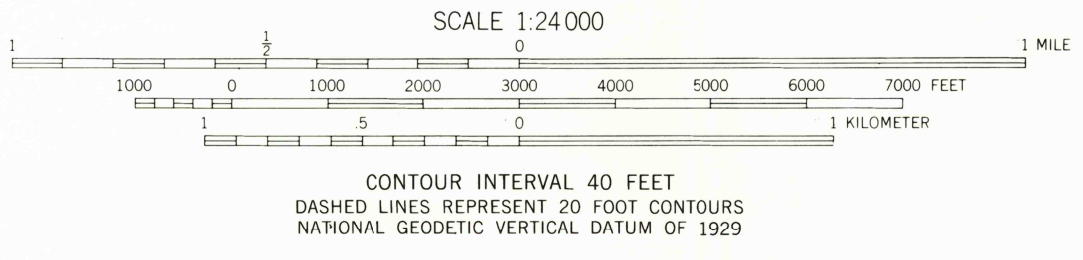 SCALE 1:24 000
1 1/2 0 1 MILE
1000 0 1000 2000 3000 4000 5000 6000 7000 FEET
1 .5 0 1 KILOMETER
CONTOUR INTERVAL 40 FEET
DASHED LINES REPRESENT 20 FOOT CONTOURS
NATIONAL GEODETIC VERTICAL DATUM OF 1929